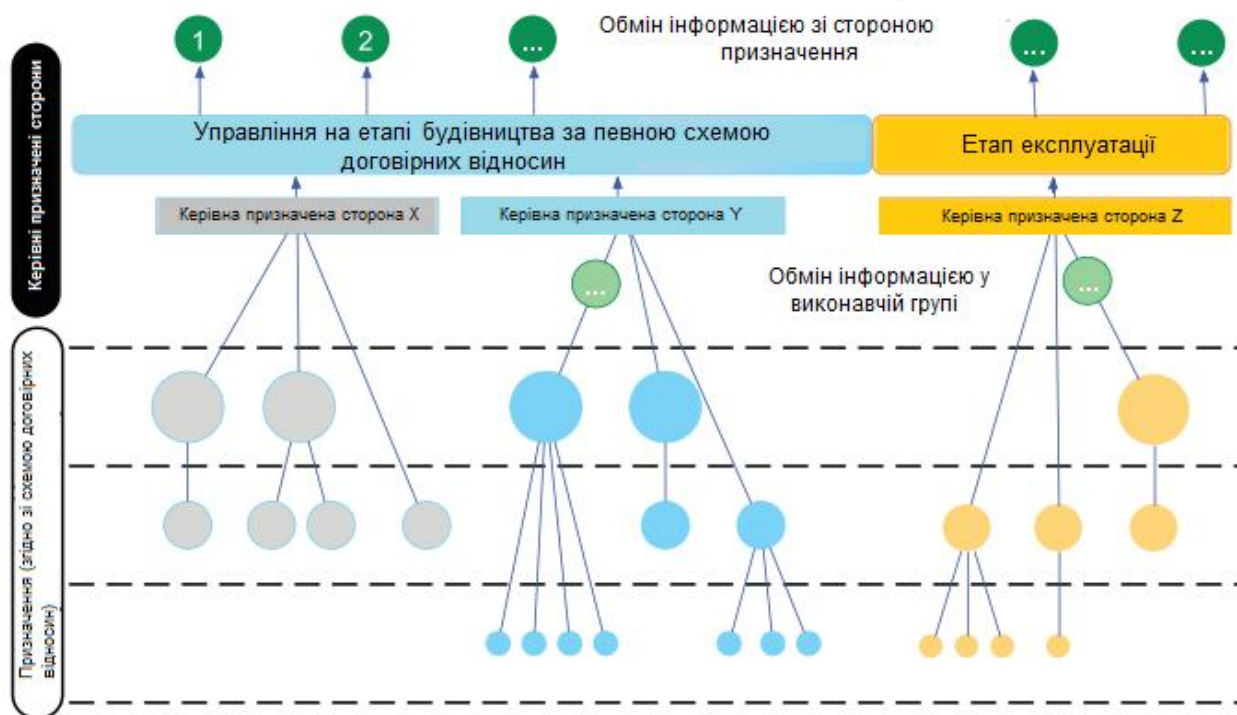 1
2
...
Обмін інформацією зі стороною
призначення
...
...
Управління на етапі будівництва за певною схемою
договірних відносин
Етап експлуатації
Керівна призначена сторона X
Керівна призначена сторона Y
Керівна призначена сторона Z
...
Обмін інформацією у
виконавчій групі
...
Керівні призначені сторони
Призначення (згідно зі схемою договірних
відносин)